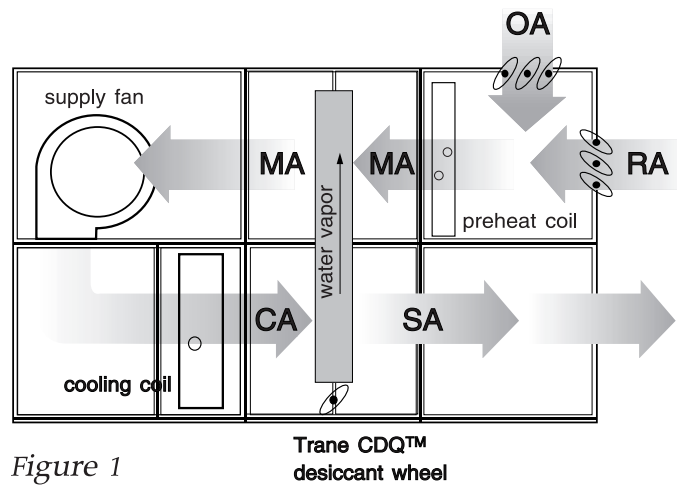 OA
supply fan
MA
MA
RA
water vapor
preheat coil
CA
SA
cooling coil
Trane CDQ™
desiccant wheel
Figure 1